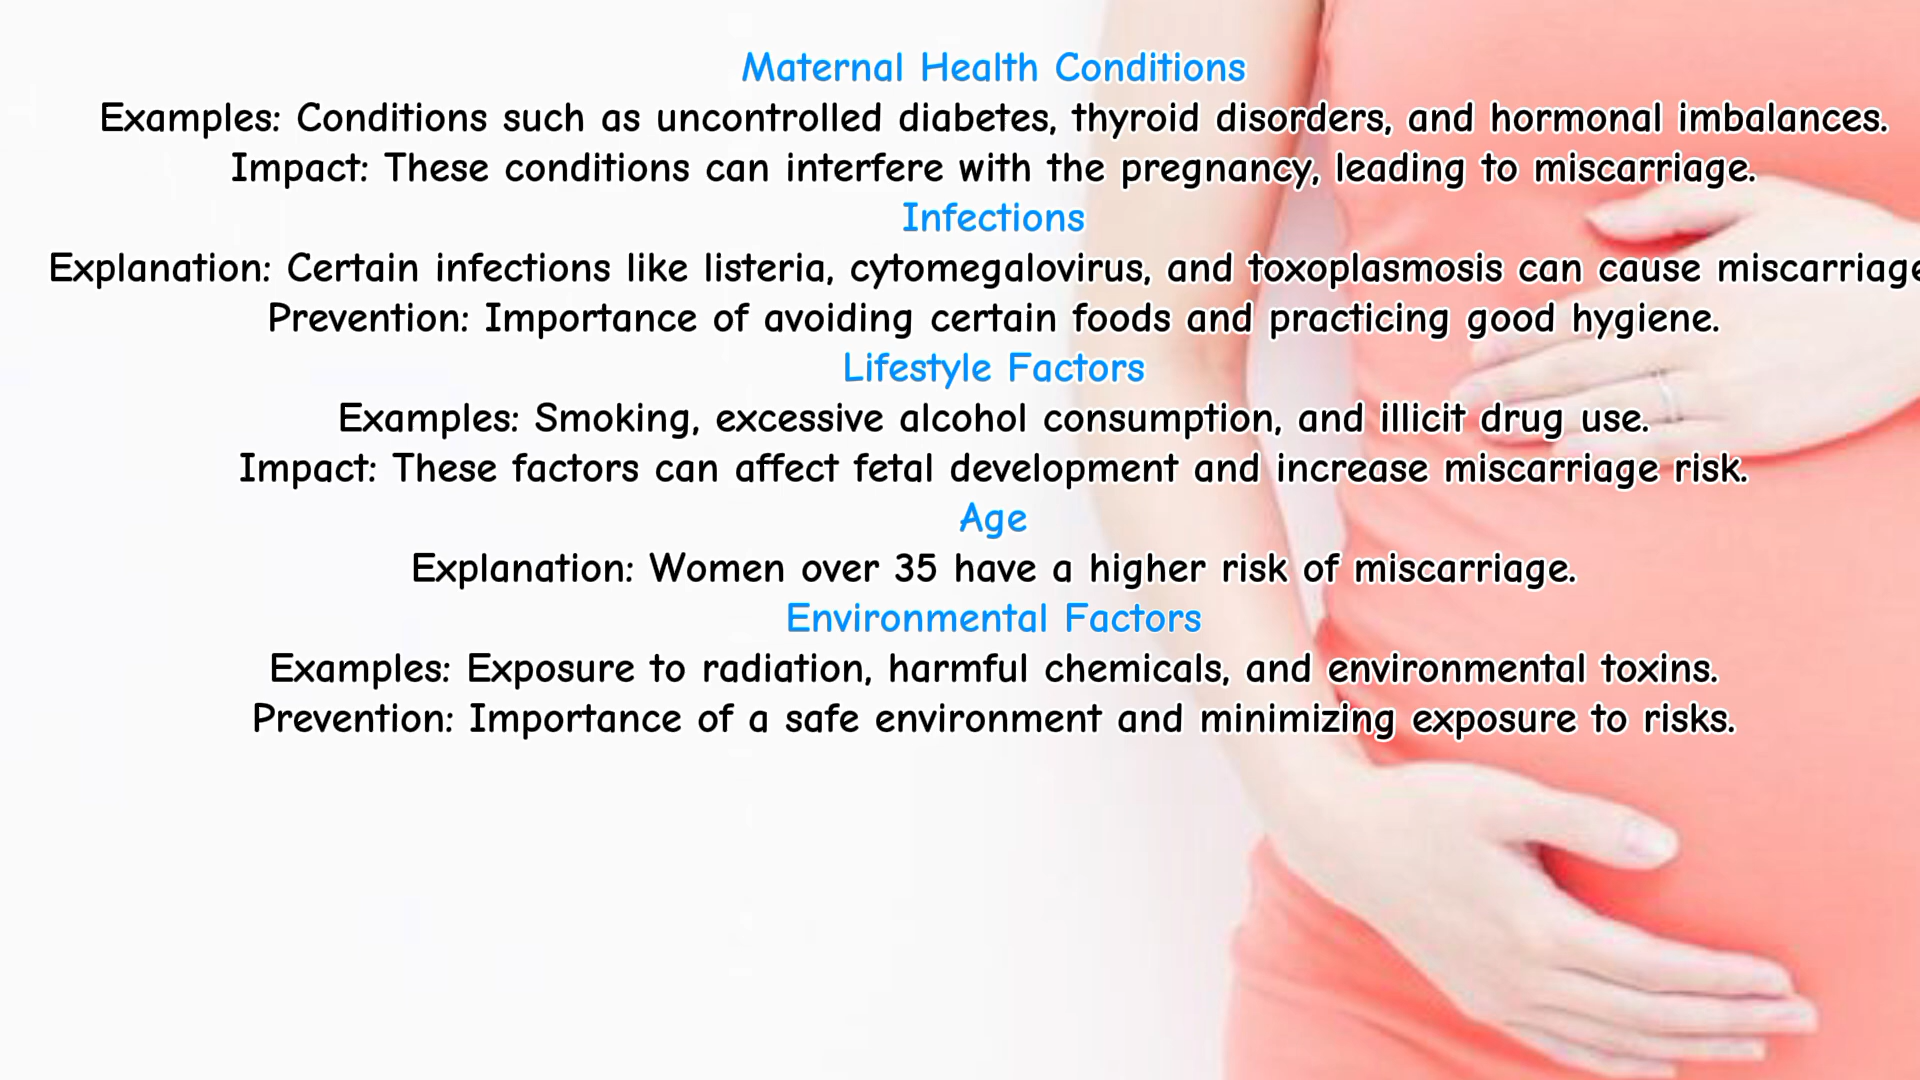 Maternal Health Conditions
Examples: Conditions such as uncontrolled diabetes, thyroid disorders, and hormonal imbalances.
Impact: These conditions can interfere with the pregnancy, leading to miscarriage.
Infections
Explanation: Certain infections like listeria, cytomegalovirus, and toxoplasmosis can cause miscarriage
Prevention: Importance of avoiding certain foods and practicing good hygiene.
Lifestyle Factors
Examples: Smoking, excessive alcohol consumption, and illicit drug use.
Impact: These factors can affect fetal development and increase miscarriage risk.
Age
Explanation: Women over 35 have a higher risk of miscarriage.
Environmental Factors
Examples: Exposure to radiation, harmful chemicals, and environmental toxins.
Prevention: Importance of a safe environment and minimizing exposure to risks.